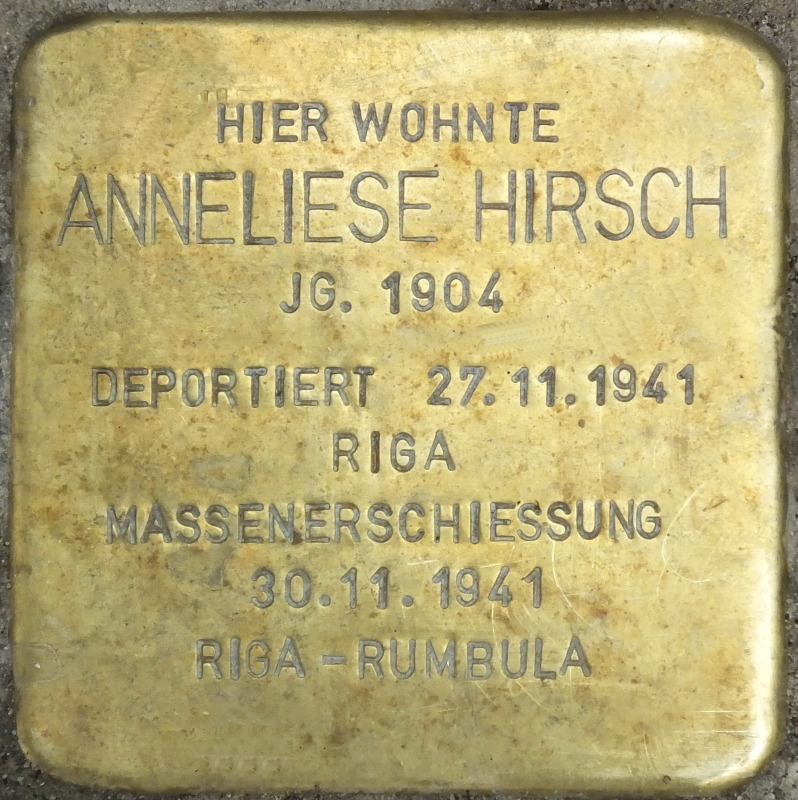 HIER WOHNTE
ANNELIESE HIRSCH
JG. 1904
DEPORTIERT 27.11.1941
RIGA
MASSENERSCHIESSUNG
30.11.1941
RIGA - RUMBULA